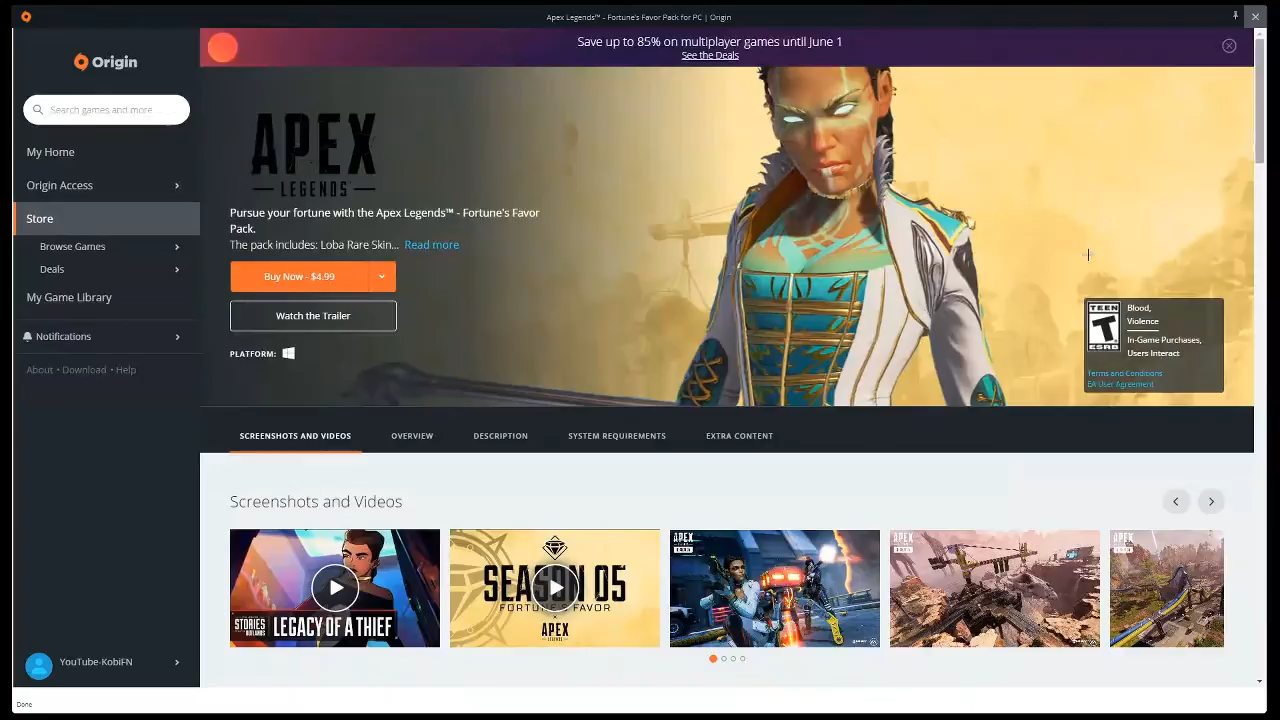 Apex Legends™ - Fortune's Favor Pack for PC | Origin
Origin
Search games and more
My Home
Origin Access
Store
Browse Games
Deals
My Game Library
Notifications
About • Download • Help
YouTube-KobiFN
Done
Save up to 85% on multiplayer games until June 1
See the Deals
APEX
LEGENDS
Pursue your fortune with the Apex Legends™ - Fortune's Favor
Pack.
The pack includes: Loba Rare Skin... Read more
Buy Now - $4.99
Watch the Trailer
PLATFORM:
TEEN
T
ESRB
Blood,
Violence
In-Game Purchases,
Users Interact
Terms and Conditions
EA User Agreement
SCREENSHOTS AND VIDEOS
OVERVIEW
DESCRIPTION
SYSTEM REQUIREMENTS
EXTRA CONTENT
Screenshots and Videos
STORIES
OUTLANDS
LEGACY OF A THIEF
SEASON 05
FORTUNE'S FAVOR
×
APEX
APEX
APEX
APEX